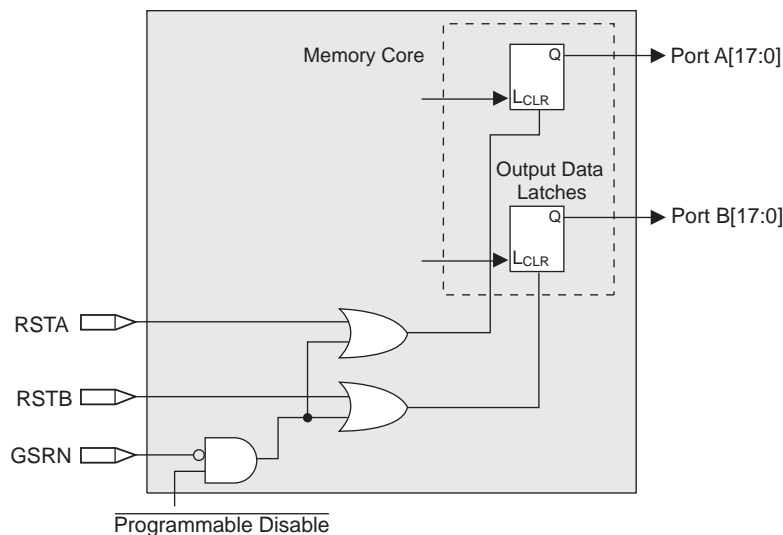 Memory Core
Q
Port A[17:0]
LCLR
Output Data
Latches
Q
Port B[17:0]
LCLR
RSTA
RSTB
GSRN
Programmable Disable